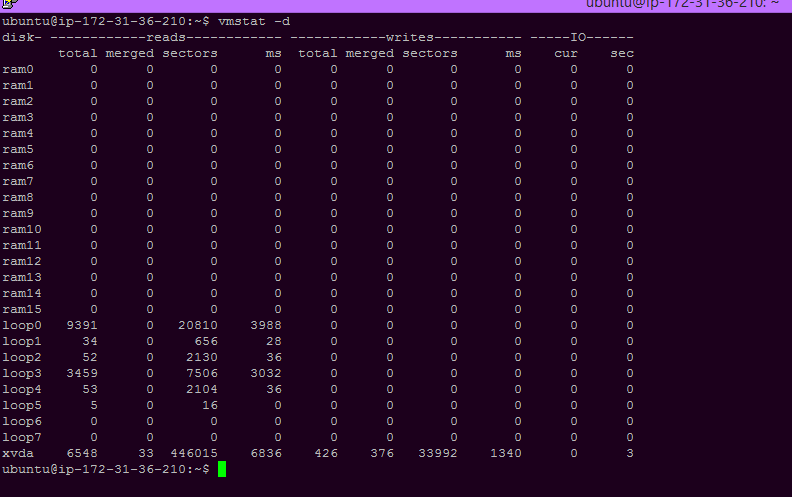 ubuntu@ip-172-31-36-210: ~
ubuntu@ip-172-31-36-210:~$ vmstat -d
disk- ------------reads------------ ------------writes----------- -----IO------
       total merged sectors      ms  total merged sectors      ms    cur    sec
ram0       0      0       0       0      0      0       0       0      0      0
ram1       0      0       0       0      0      0       0       0      0      0
ram2       0      0       0       0      0      0       0       0      0      0
ram3       0      0       0       0      0      0       0       0      0      0
ram4       0      0       0       0      0      0       0       0      0      0
ram5       0      0       0       0      0      0       0       0      0      0
ram6       0      0       0       0      0      0       0       0      0      0
ram7       0      0       0       0      0      0       0       0      0      0
ram8       0      0       0       0      0      0       0       0      0      0
ram9       0      0       0       0      0      0       0       0      0      0
ram10      0      0       0       0      0      0       0       0      0      0
ram11      0      0       0       0      0      0       0       0      0      0
ram12      0      0       0       0      0      0       0       0      0      0
ram13      0      0       0       0      0      0       0       0      0      0
ram14      0      0       0       0      0      0       0       0      0      0
ram15      0      0       0       0      0      0       0       0      0      0
loop0   9391      0   20810    3988      0      0       0       0      0      0
loop1     34      0     656      28      0      0       0       0      0      0
loop2     52      0    2130      36      0      0       0       0      0      0
loop3   3459      0    7506    3032      0      0       0       0      0      0
loop4     53      0    2104      36      0      0       0       0      0      0
loop5      5      0      16       0      0      0       0       0      0      0
loop6      0      0       0       0      0      0       0       0      0      0
loop7      0      0       0       0      0      0       0       0      0      0
xvda    6548     33  446015    6836    426    376   33992    1340      0      3
ubuntu@ip-172-31-36-210:~$